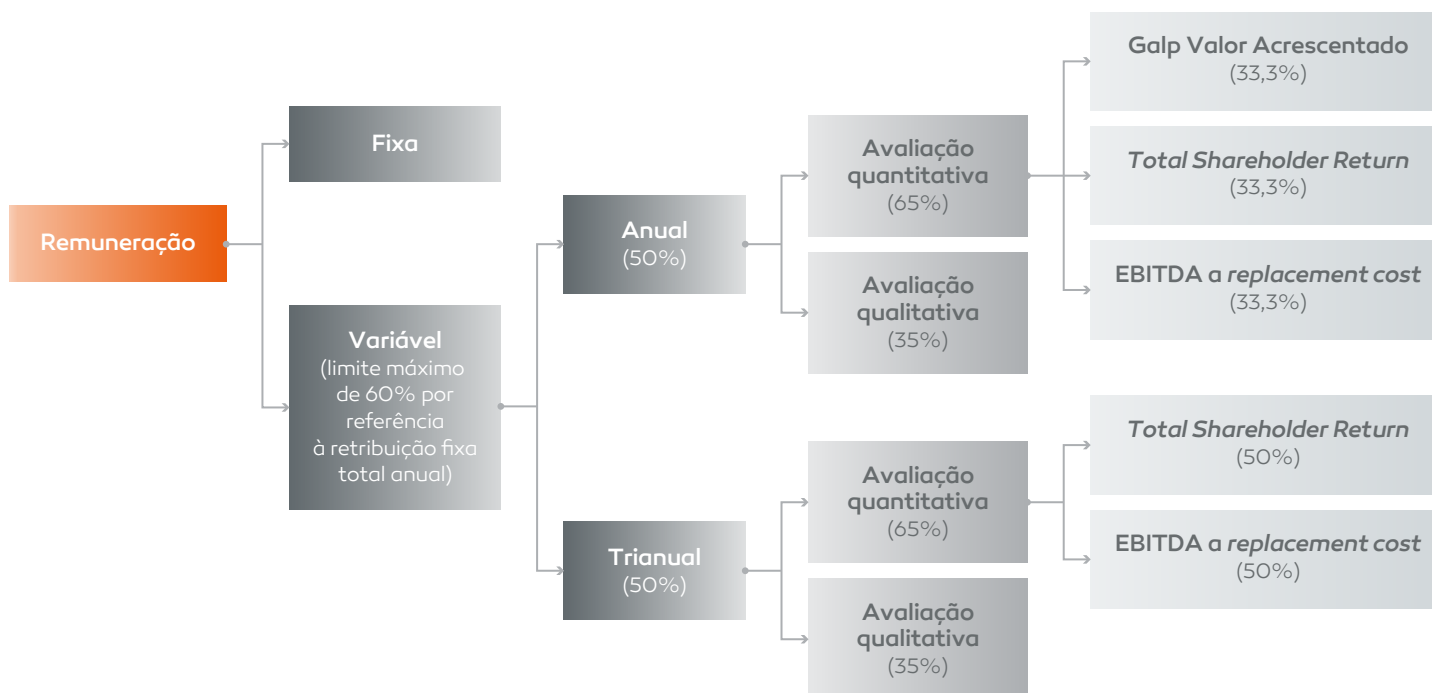 Remuneração
Fixa
Variável
(limite máximo
de 60% por
referência
à retribuição fixa
total anual)
Anual
(50%)
Trianual
(50%)
Avaliação
quantitativa
(65%)
Avaliação
qualitativa
(35%)
Avaliação
quantitativa
(65%)
Avaliação
qualitativa
(35%)
Galp Valor Acrescentado
(33,3%)
Total Shareholder Return
(33,3%)
EBITDA a replacement cost
(33,3%)
Total Shareholder Return
(50%)
EBITDA a replacement cost
(50%)